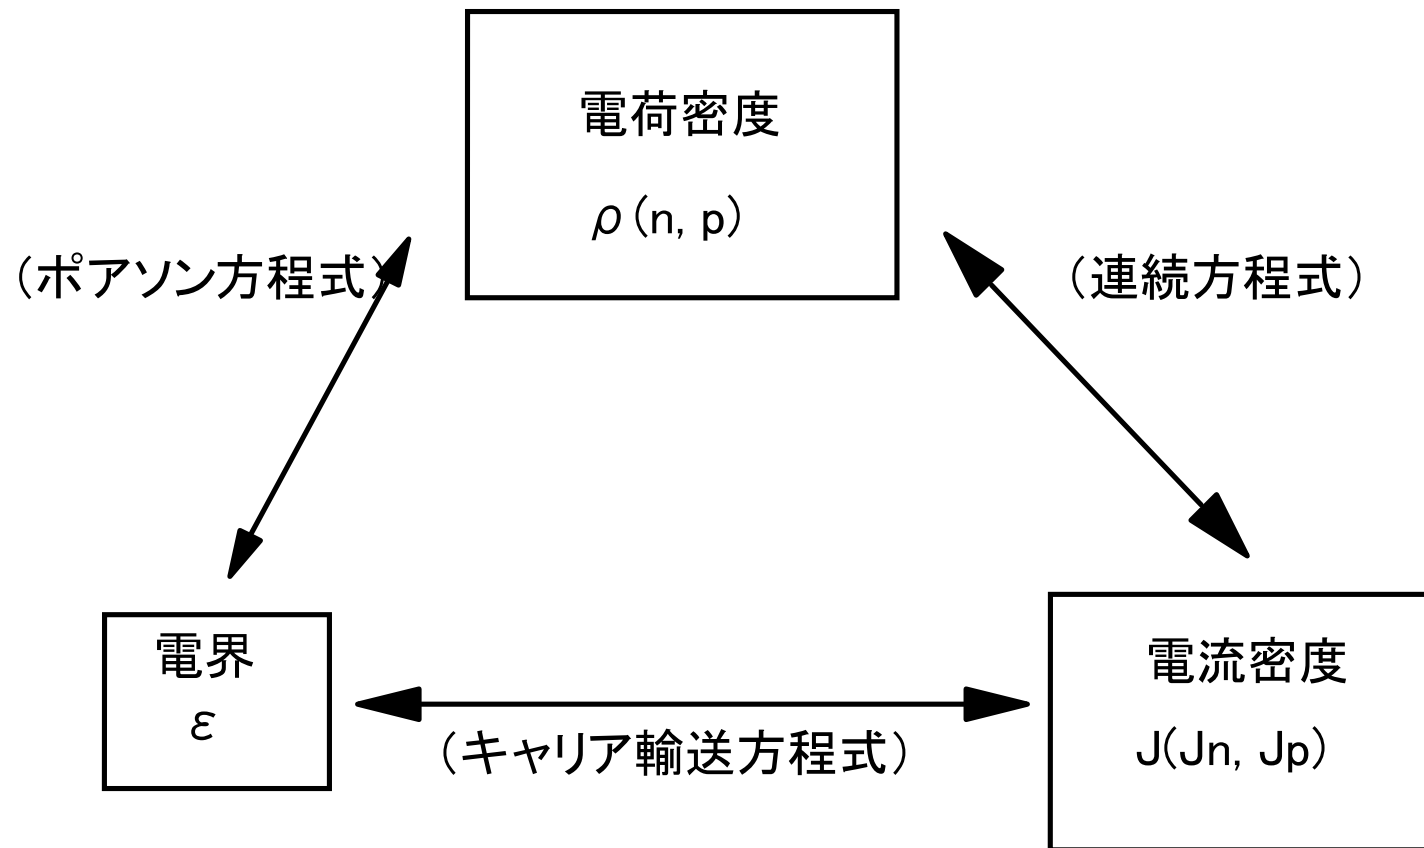 電荷密度
ρ(n, p)
（ポアソン方程式）
（連続方程式）
電界
ε
（キャリア輸送方程式）
電流密度
J(Jn, Jp)